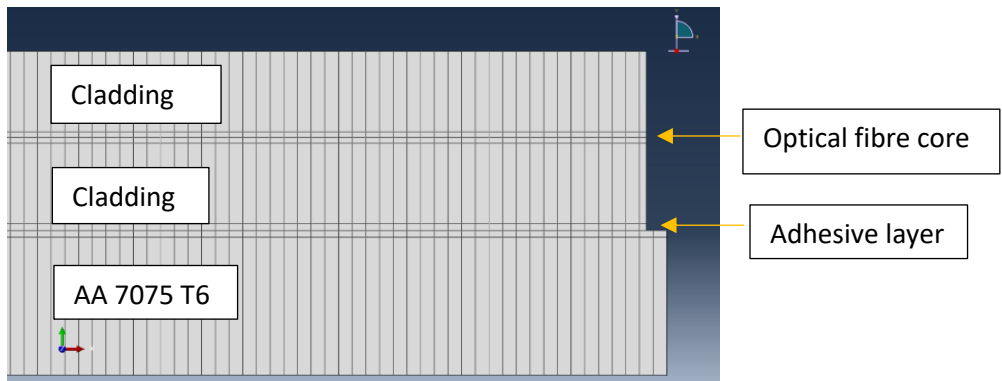 Cladding
Optical fibre core
Cladding
Adhesive layer
AA 7075 T6